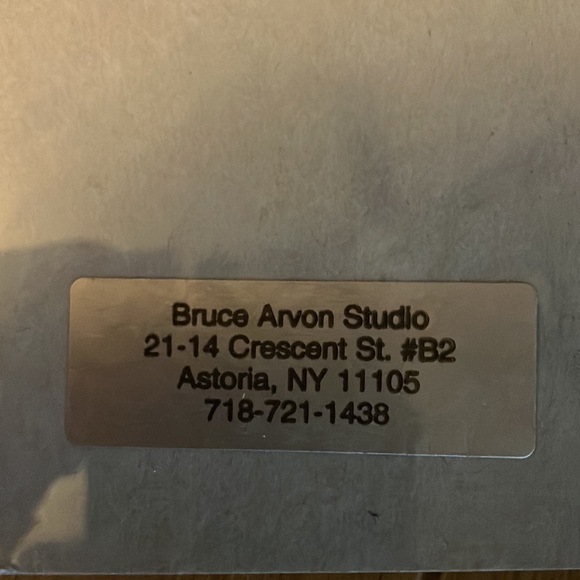 Bruce Arvon Studio
21-14 Crescent St. #B2
Astoria, NY 11105
718-721-1438